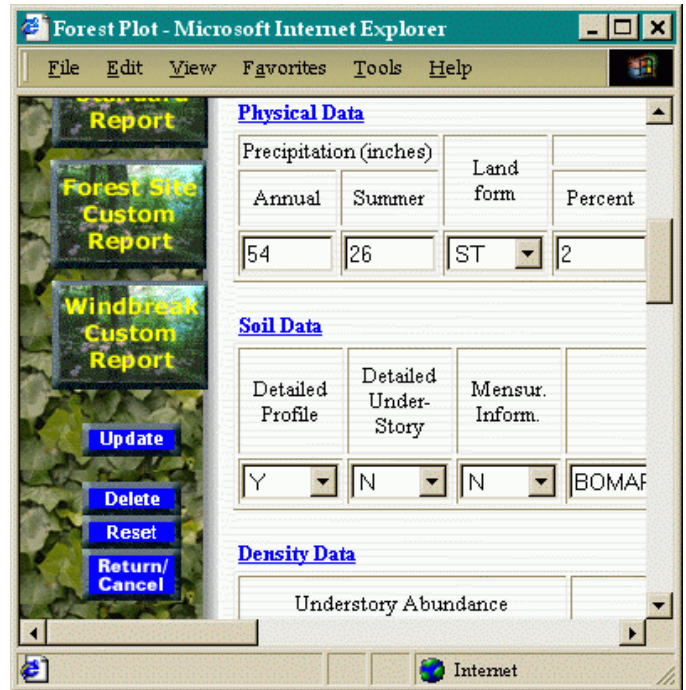 Forest Plot - Microsoft Internet Explorer
File Edit View Favorites Tools Help
Standard
Report
Forest Site
Custom
Report
Windbreak
Custom
Report
Update
Delete
Reset
Return/
Cancel
Physical Data
Precipitation (inches)
Land
form
Annual Summer Percent
54 26 ST 2
Soil Data
Detailed
Profile
Detailed
Under-
Story
Mensur.
Inform.
Y N N BOMAR
Density Data
Understory Abundance
Internet